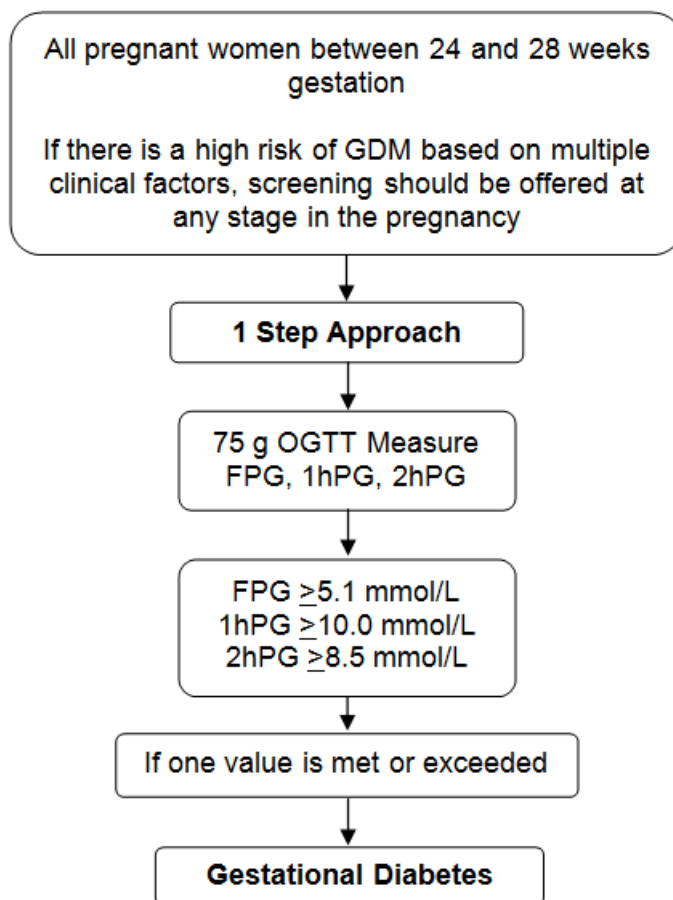 All pregnant women between 24 and 28 weeks
gestation
If there is a high risk of GDM based on multiple
clinical factors, screening should be offered at
any stage in the pregnancy
1 Step Approach
75 g OGTT Measure
FPG, 1hPG, 2hPG
FPG ≥5.1 mmol/L
1hPG ≥10.0 mmol/L
2hPG ≥8.5 mmol/L
If one value is met or exceeded
Gestational Diabetes